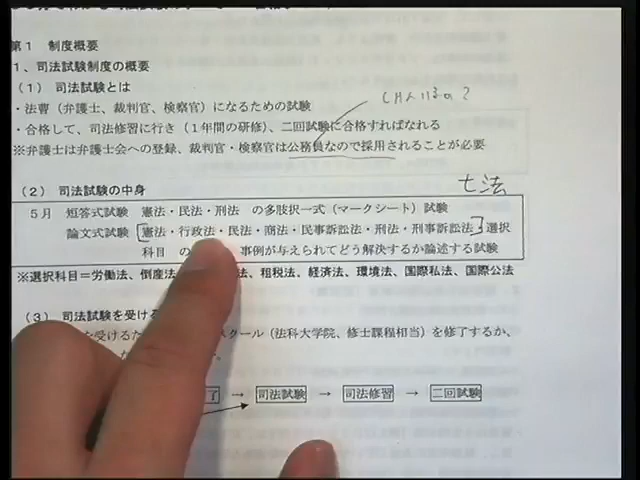 第1 制度概要
1、司法試験制度の概要
(1) 司法試験とは
・法曹(弁護士、裁判官、検察官)になるための試験
・合格して、司法修習に行き(1年間の研修)、二回試験に合格すればなれる
※弁護士は弁護士会への登録、裁判官・検察官は公務員なので採用されることが必要
(2) 司法試験の中身
七法
5月 短答式試験 憲法・民法・刑法 の多肢択一式(マークシート)試験
論文式試験 [憲法・行政法・民法・商法・民事訴訟法・刑法・刑事訴訟法]選択
科目 の 事例が与えられてどう解決するか論述する試験
※選択科目=労働法、倒産法 法、租税法、経済法、環境法、国際私法、国際公法
(3) 司法試験を受ける
を受けるた スクール(法科大学院、修士課程相当)を修了するか、
了 → 司法試験 → 司法修習 → 二回試験